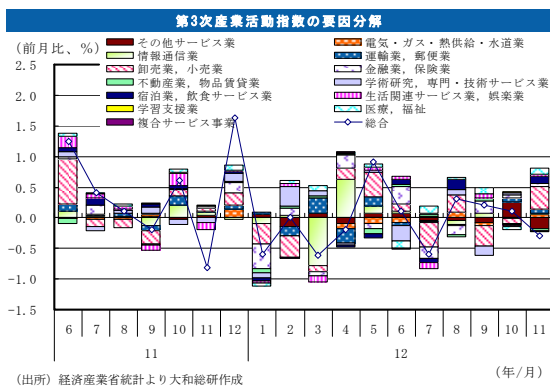 第3次産業活動指数の要因分解
(前月比、%)
その他サービス業 電気・ガス・熱供給・水道業
情報通信業 運輸業，郵便業
卸売業，小売業 金融業，保険業
不動産業，物品賃貸業 学術研究，専門・技術サービス業
宿泊業，飲食サービス業 生活関連サービス業，娯楽業
学習支援業 医療，福祉
複合サービス事業 総合
2.5
2.0
1.5
1.0
0.5
0.0
-0.5
-1.0
-1.5
6 7 8 9 10 11 12 1 2 3 4 5 6 7 8 9 10 11
11 12
(年/月)
(出所) 経済産業省統計より大和総研作成